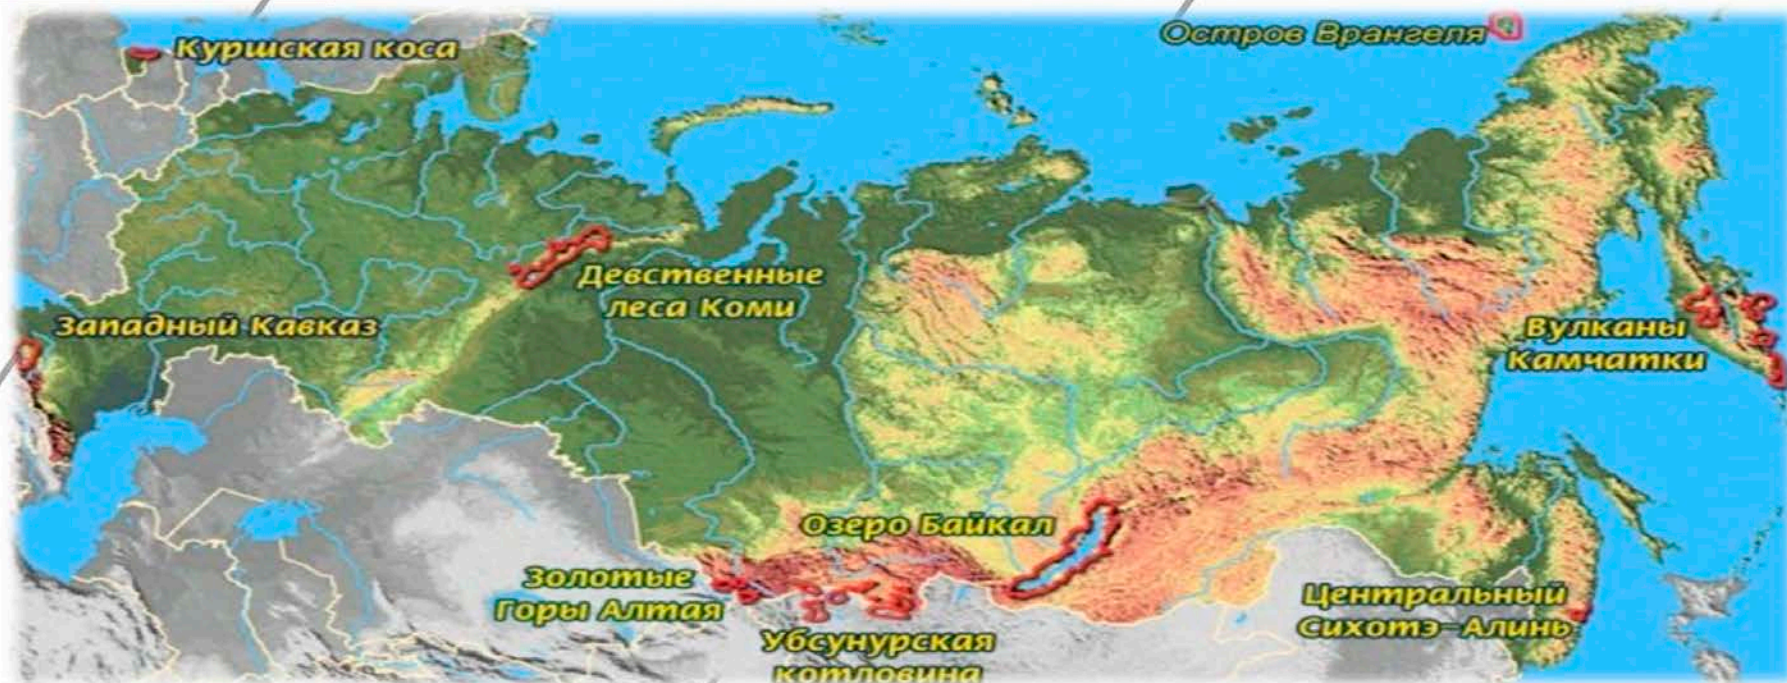 Куршская коса
Остров Врангеля
Девственные
леса Коми
Западный Кавказ
Вулканы
Камчатки
Озеро Байкал
Золотые
Горы Алтая
Убсунурская
котловина
Центральный
Сихотэ-Алинь